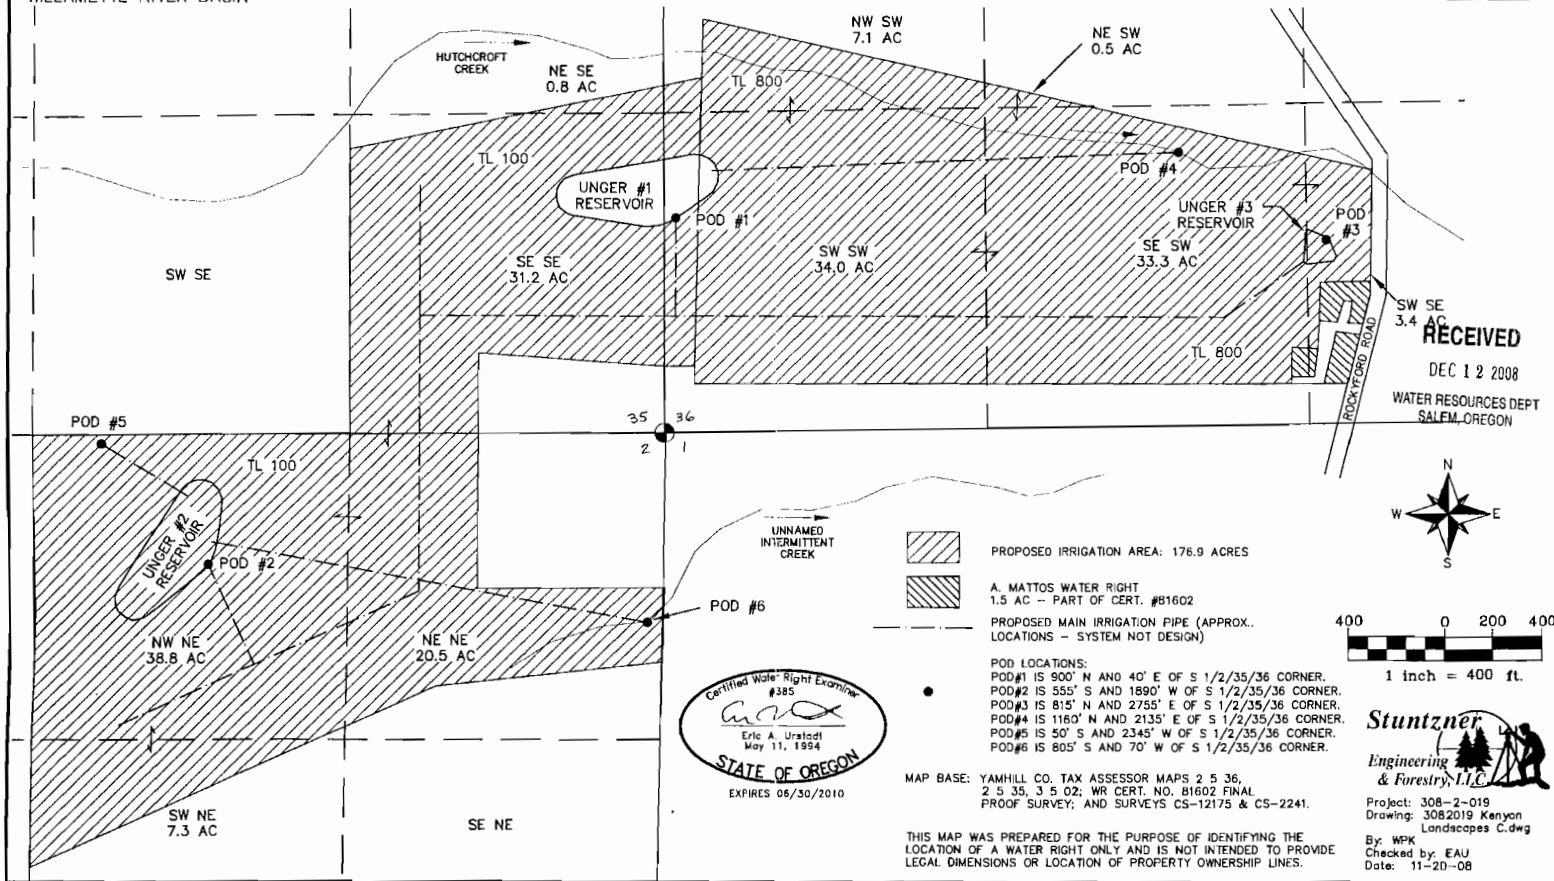 WILLAMETTE RIVER BASIN
NW SW
7.1 AC
NE SW
0.5 AC
HUTCHCROFT
CREEK
NE SE
0.8 AC
TL 800
TL 100
POD #4
UNGER #1
RESERVOIR
POD #1
UNGER #3
RESERVOIR
POD
#3
SW SE
SE SE
31.2 AC
SW SW
34.0 AC
SE SW
33.3 AC
SW SE
3.4 AC
TL 800
ROCKYFORD ROAD
RECEIVED
DEC 12 2008
WATER RESOURCES DEPT
SALEM, OREGON
POD #5
35 36
2 1
TL 100
UNGER #2
RESERVOIR
POD #2
UNNAMED
INTERMITTENT
CREEK
N
W E
S
POD #6
NW NE
38.8 AC
NE NE
20.5 AC
SW NE
7.3 AC
SE NE
PROPOSED IRRIGATION AREA: 176.9 ACRES
A. MATTOS WATER RIGHT
1.5 AC - PART OF CERT. #81602
PROPOSED MAIN IRRIGATION PIPE (APPROX..
LOCATIONS - SYSTEM NOT DESIGN)
POD LOCATIONS:
POD#1 IS 900' N AND 40' E OF S 1/2/35/36 CORNER.
POD#2 IS 555' S AND 1890' W OF S 1/2/35/36 CORNER.
POD#3 IS 815' N AND 2755' E OF S 1/2/35/36 CORNER.
POD#4 IS 1160' N AND 2135' E OF S 1/2/35/36 CORNER.
POD#5 IS 50' S AND 2345' W OF S 1/2/35/36 CORNER.
POD#6 IS 805' S AND 70' W OF S 1/2/35/36 CORNER.
400 0 200 400
1 inch = 400 ft.
Certified Water Right Examiner
#385
Eric A. Urstadt
May 11, 1994
STATE OF OREGON
EXPIRES 06/30/2010
MAP BASE: YAMHILL CO. TAX ASSESSOR MAPS 2 5 36,
2 5 35, 3 5 02; WR CERT. NO. 81602 FINAL
PROOF SURVEY; AND SURVEYS CS-12175 & CS-2241.
THIS MAP WAS PREPARED FOR THE PURPOSE OF IDENTIFYING THE
LOCATION OF A WATER RIGHT ONLY AND IS NOT INTENDED TO PROVIDE
LEGAL DIMENSIONS OR LOCATION OF PROPERTY OWNERSHIP LINES.
Stuntzner
Engineering
& Forestry, LLC
Project: 308-2-019
Drawing: 3082019 Kenyon
Landscapes C.dwg
By: WPK
Checked by: EAU
Date: 11-20-08